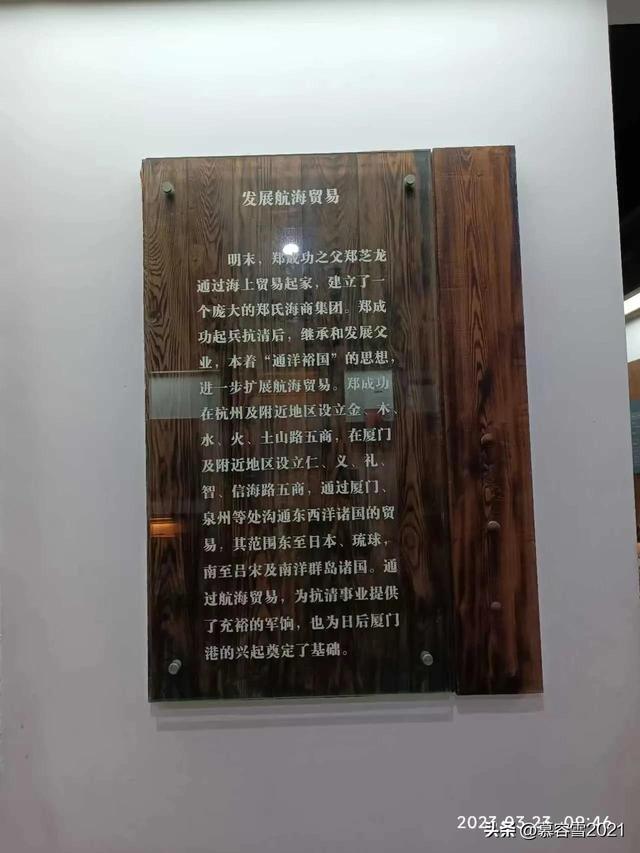 发展航海贸易
明末，郑成功之父郑芝龙
通过海上贸易起家，建立了一
个庞大的郑氏海商集团。郑成
功起兵抗清后，继承和发展父
业，本着“通洋裕国”的思想，
进一步扩展航海贸易。郑成功
在杭州及附近地区设立金、木、
水、火、土山路五商，在厦门
及附近地区设立仁、义、礼、
智、信海路五商，通过厦门、
泉州等处沟通东西洋诸国的贸
易，其范围东至日本、琉球，
南至吕宋及南洋群岛诸国。通
过航海贸易，为抗清事业提供
了充裕的军饷，也为日后厦门
港的兴起奠定了基础。
2023.03.23 09:46
头条 @慕容雪2021